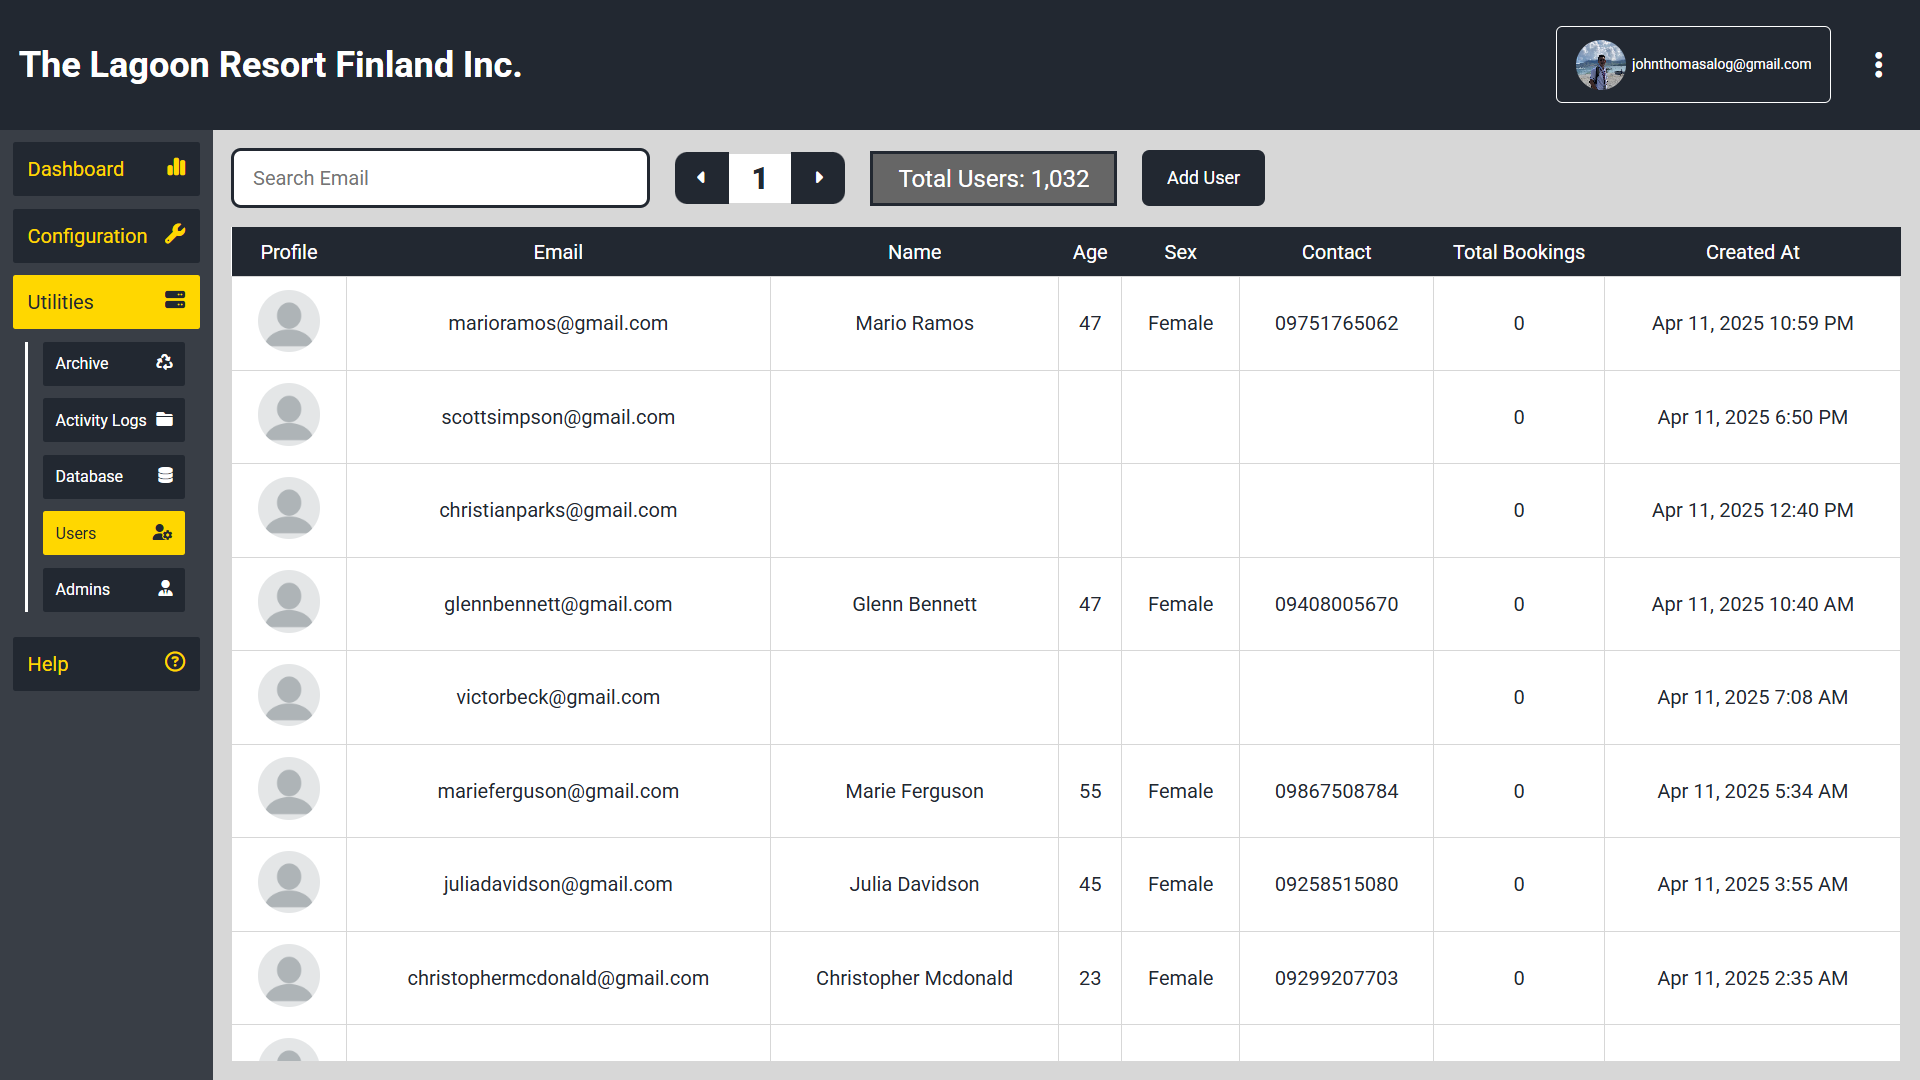 The Lagoon Resort Finland Inc.
johnthomasalog@gmail.com
Dashboard
Configuration
Utilities
Archive
Activity Logs
Database
Users
Admins
Help
Search Email
1
Total Users: 1,032
Add User
Profile Email Name Age Sex Contact Total Bookings Created At
marioramos@gmail.com Mario Ramos 47 Female 09751765062 0 Apr 11, 2025 10:59 PM
scottsimpson@gmail.com 0 Apr 11, 2025 6:50 PM
christianparks@gmail.com 0 Apr 11, 2025 12:40 PM
glennbennett@gmail.com Glenn Bennett 47 Female 09408005670 0 Apr 11, 2025 10:40 AM
victorbeck@gmail.com 0 Apr 11, 2025 7:08 AM
marieferguson@gmail.com Marie Ferguson 55 Female 09867508784 0 Apr 11, 2025 5:34 AM
juliadavidson@gmail.com Julia Davidson 45 Female 09258515080 0 Apr 11, 2025 3:55 AM
christophermcdonald@gmail.com Christopher Mcdonald 23 Female 09299207703 0 Apr 11, 2025 2:35 AM